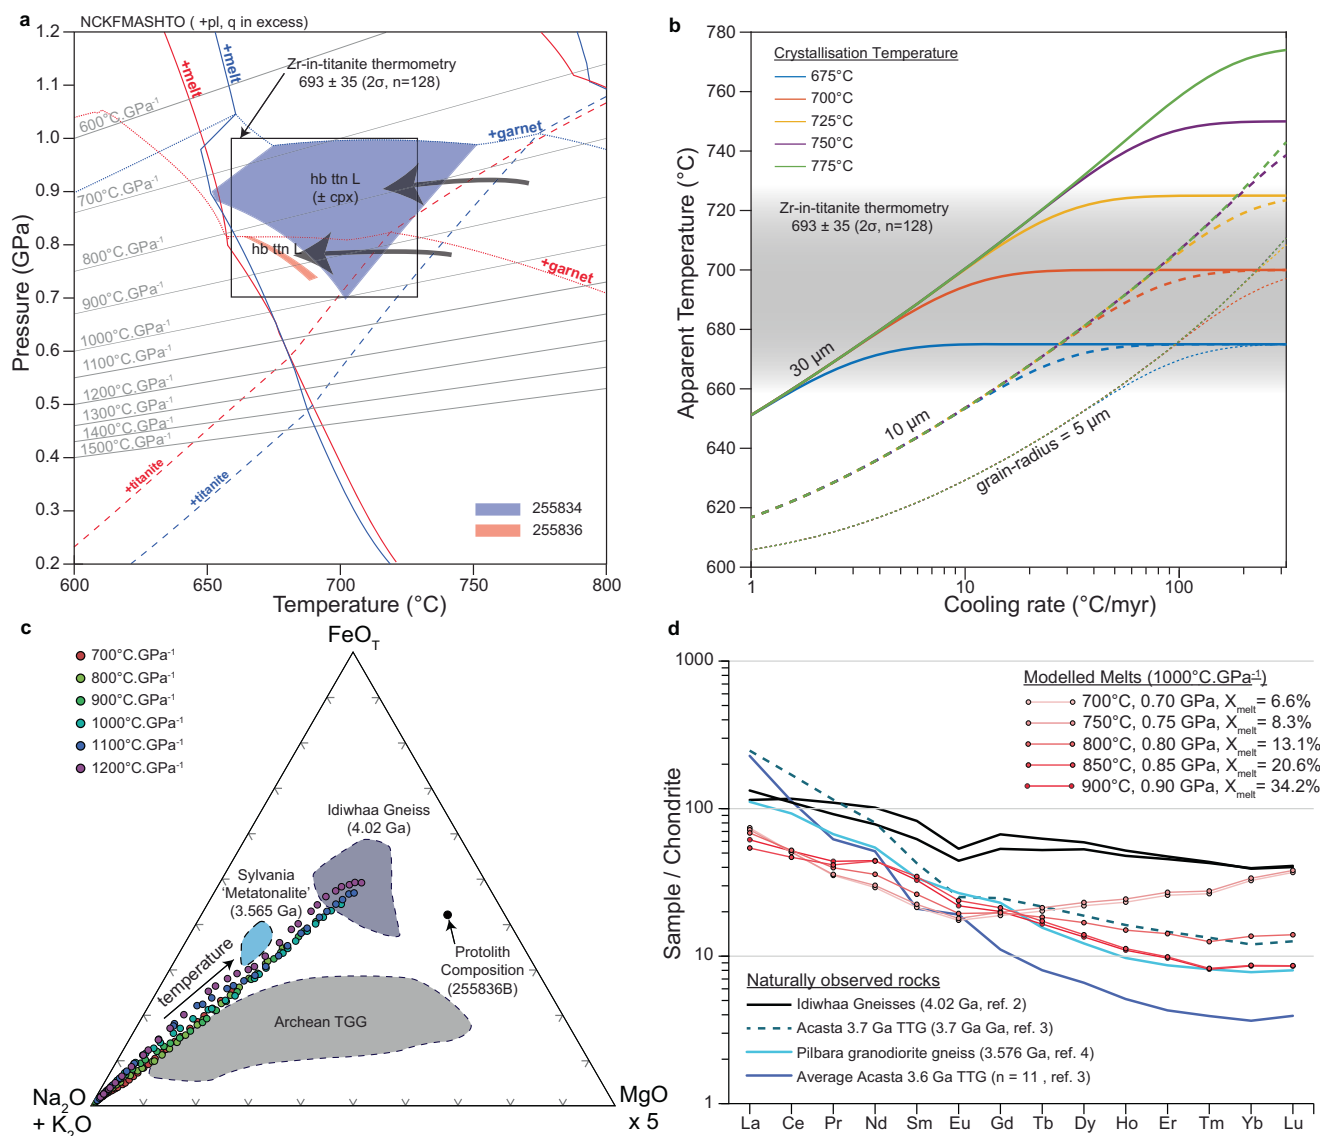 a
NCKFMASHTO ( +pl, q in excess)
1.2
1.1
1.0
0.9
0.8
0.7
0.6
0.5
0.4
0.3
0.2
Pressure (GPa)
600
650
700
750
800
Temperature (°C)
+melt
+melt
Zr-in-titanite thermometry
693 ± 35 (2σ, n=128)
600°C.GPa-1
700°C.GPa-1
800°C.GPa-1
900°C.GPa-1
1000°C.GPa-1
1100°C.GPa-1
1200°C.GPa-1
1300°C.GPa-1
1400°C.GPa-1
1500°C.GPa-1
+garnet
+garnet
hb ttn L
(± cpx)
hb ttn L
+titanite
+titanite
255834
255836
b
780
760
740
720
700
680
660
640
620
600
Apparent Temperature (°C)
1
10
100
Cooling rate (°C/myr)
Crystallisation Temperature
675°C
700°C
725°C
750°C
775°C
Zr-in-titanite thermometry
693 ± 35 (2σ, n=128)
30 µm
10 µm
grain-radius = 5 µm
c
FeOT
700°C.GPa-1
800°C.GPa-1
900°C.GPa-1
1000°C.GPa-1
1100°C.GPa-1
1200°C.GPa-1
Idiwhaa Gneiss
(4.02 Ga)
Sylvania
'Metatonalite'
(3.565 Ga)
temperature
Protolith
Composition
(255836B)
Archean TGG
Na2O
+ K2O
MgO
x 5
d
1000
100
10
1
Sample / Chondrite
Modelled Melts (1000°C.GPa-1)
700°C, 0.70 GPa, Xmelt= 6.6%
750°C, 0.75 GPa, Xmelt= 8.3%
800°C, 0.80 GPa, Xmelt= 13.1%
850°C, 0.85 GPa, Xmelt= 20.6%
900°C, 0.90 GPa, Xmelt= 34.2%
Naturally observed rocks
Idiwhaa Gneisses (4.02 Ga, ref. 2)
Acasta 3.7 Ga TTG (3.7 Ga Ga, ref. 3)
Pilbara granodiorite gneiss (3.576 Ga, ref. 4)
Average Acasta 3.6 Ga TTG (n = 11 , ref. 3)
La Ce Pr Nd Sm Eu Gd Tb Dy Ho Er Tm Yb Lu